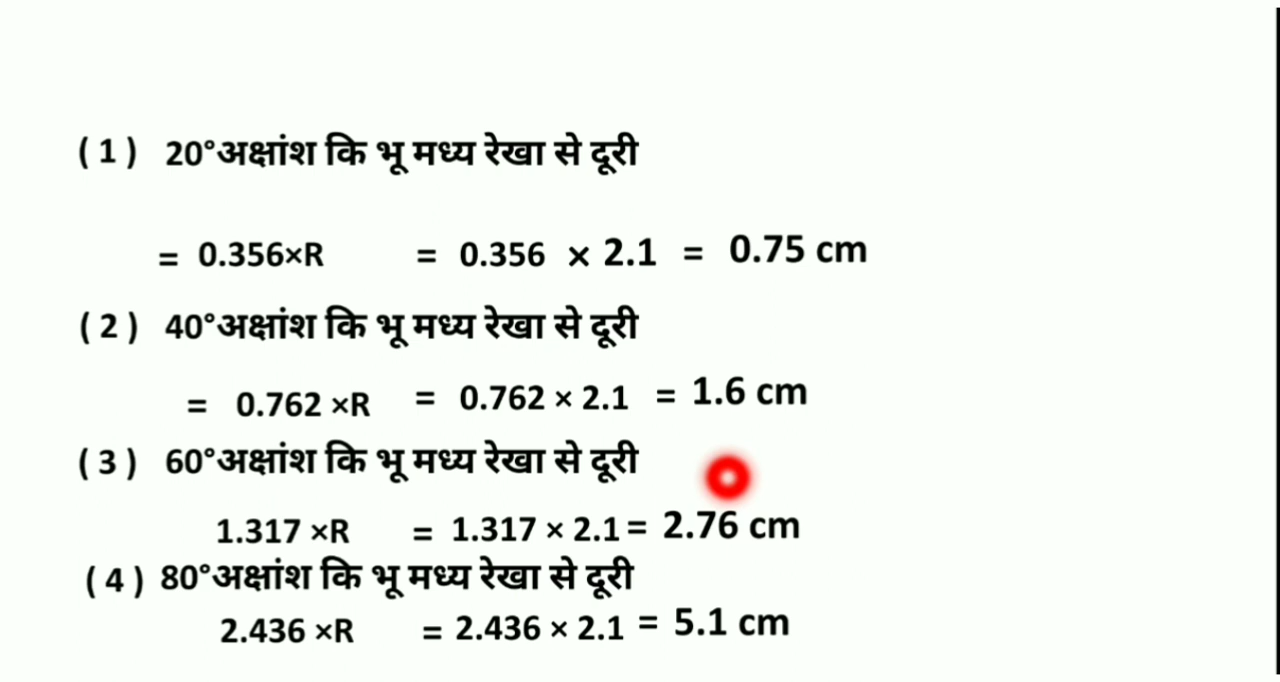 ( 1 ) 20°अक्षांश कि भू मध्य रेखा से दूरी
= 0.356×R = 0.356 × 2.1 = 0.75 cm
( 2 ) 40°अक्षांश कि भू मध्य रेखा से दूरी
= 0.762 ×R = 0.762 × 2.1 = 1.6 cm
( 3 ) 60°अक्षांश कि भू मध्य रेखा से दूरी
1.317 ×R = 1.317 × 2.1 = 2.76 cm
( 4 ) 80°अक्षांश कि भू मध्य रेखा से दूरी
2.436 ×R = 2.436 × 2.1 = 5.1 cm